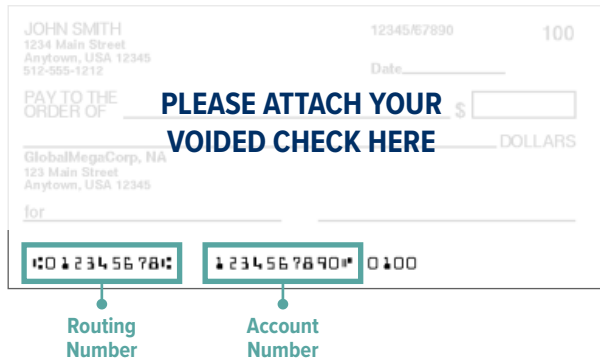 JOHN SMITH 12345/67890 100
1234 Main Street
Anytown, USA 12345
512-555-1212 Date
PAY TO THE
ORDER OF $
PLEASE ATTACH YOUR
VOIDED CHECK HERE
DOLLARS
GlobalMegaCorp, NA
123 Main Street
Anytown, USA 12345
for
⑆012345678⑆ 1234567890⑈ 0100
Routing
Number
Account
Number